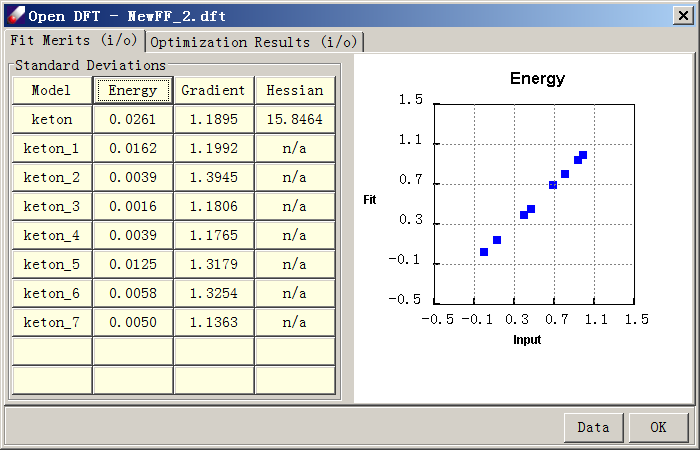 Open DFT - NewFF_2.dft
Fit Merits (i/o) Optimization Results (i/o)
Standard Deviations
Model Energy Gradient Hessian
keton 0.0261 1.1895 15.8464
keton_1 0.0162 1.1992 n/a
keton_2 0.0039 1.3945 n/a
keton_3 0.0016 1.1806 n/a
keton_4 0.0039 1.1765 n/a
keton_5 0.0125 1.3179 n/a
keton_6 0.0058 1.3254 n/a
keton_7 0.0050 1.1363 n/a
Energy
1.5
1.1
0.7
Fit
0.3
-0.1
-0.5
-0.5 -0.1 0.3 0.7 1.1 1.5
Input
Data OK